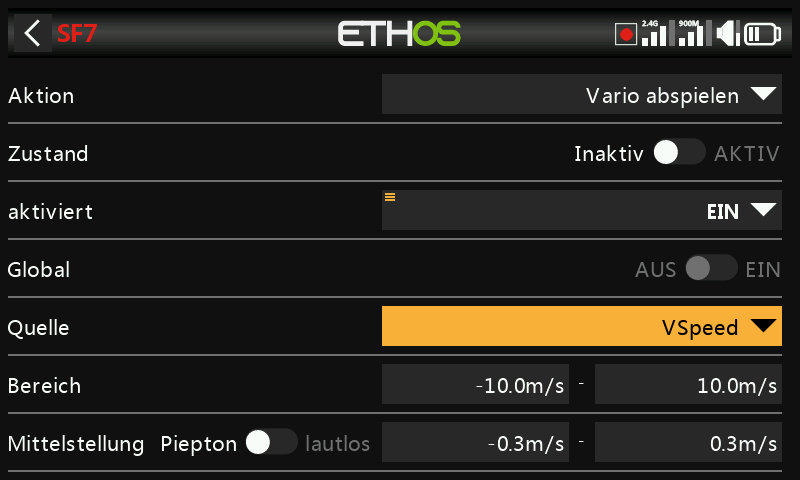 SF7 ETHOS 2.4G 900M
Aktion Vario abspielen
Zustand Inaktiv AKTIV
aktiviert EIN
Global AUS EIN
Quelle VSpeed
Bereich -10.0m/s - 10.0m/s
Mittelstellung Piepton lautlos -0.3m/s - 0.3m/s